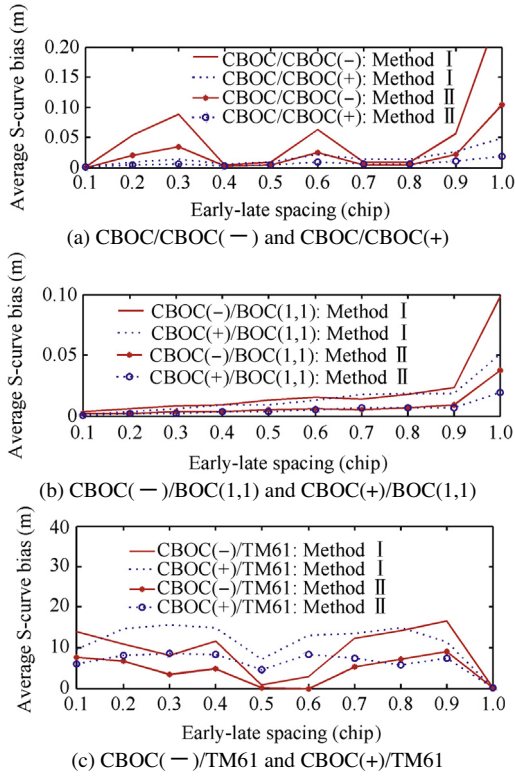 Average S-curve bias (m)
0.20
0.15
0.10
0.05
0
CBOC/CBOC(−): Method Ⅰ
CBOC/CBOC(+): Method Ⅰ
CBOC/CBOC(−): Method Ⅱ
CBOC/CBOC(+): Method Ⅱ
0.1 0.2 0.3 0.4 0.5 0.6 0.7 0.8 0.9 1.0
Early-late spacing (chip)
(a) CBOC/CBOC(−) and CBOC/CBOC(+)
Average S-curve bias (m)
0.10
0.05
0
CBOC(−)/BOC(1,1): Method Ⅰ
CBOC(+)/BOC(1,1): Method Ⅰ
CBOC(−)/BOC(1,1): Method Ⅱ
CBOC(+)/BOC(1,1): Method Ⅱ
0.1 0.2 0.3 0.4 0.5 0.6 0.7 0.8 0.9 1.0
Early-late spacing (chip)
(b) CBOC(−)/BOC(1,1) and CBOC(+)/BOC(1,1)
Average S-curve bias (m)
40
30
20
10
0
CBOC(−)/TM61: Method Ⅰ
CBOC(+)/TM61: Method Ⅰ
CBOC(−)/TM61: Method Ⅱ
CBOC(+)/TM61: Method Ⅱ
0.1 0.2 0.3 0.4 0.5 0.6 0.7 0.8 0.9 1.0
Early-late spacing (chip)
(c) CBOC(−)/TM61 and CBOC(+)/TM61